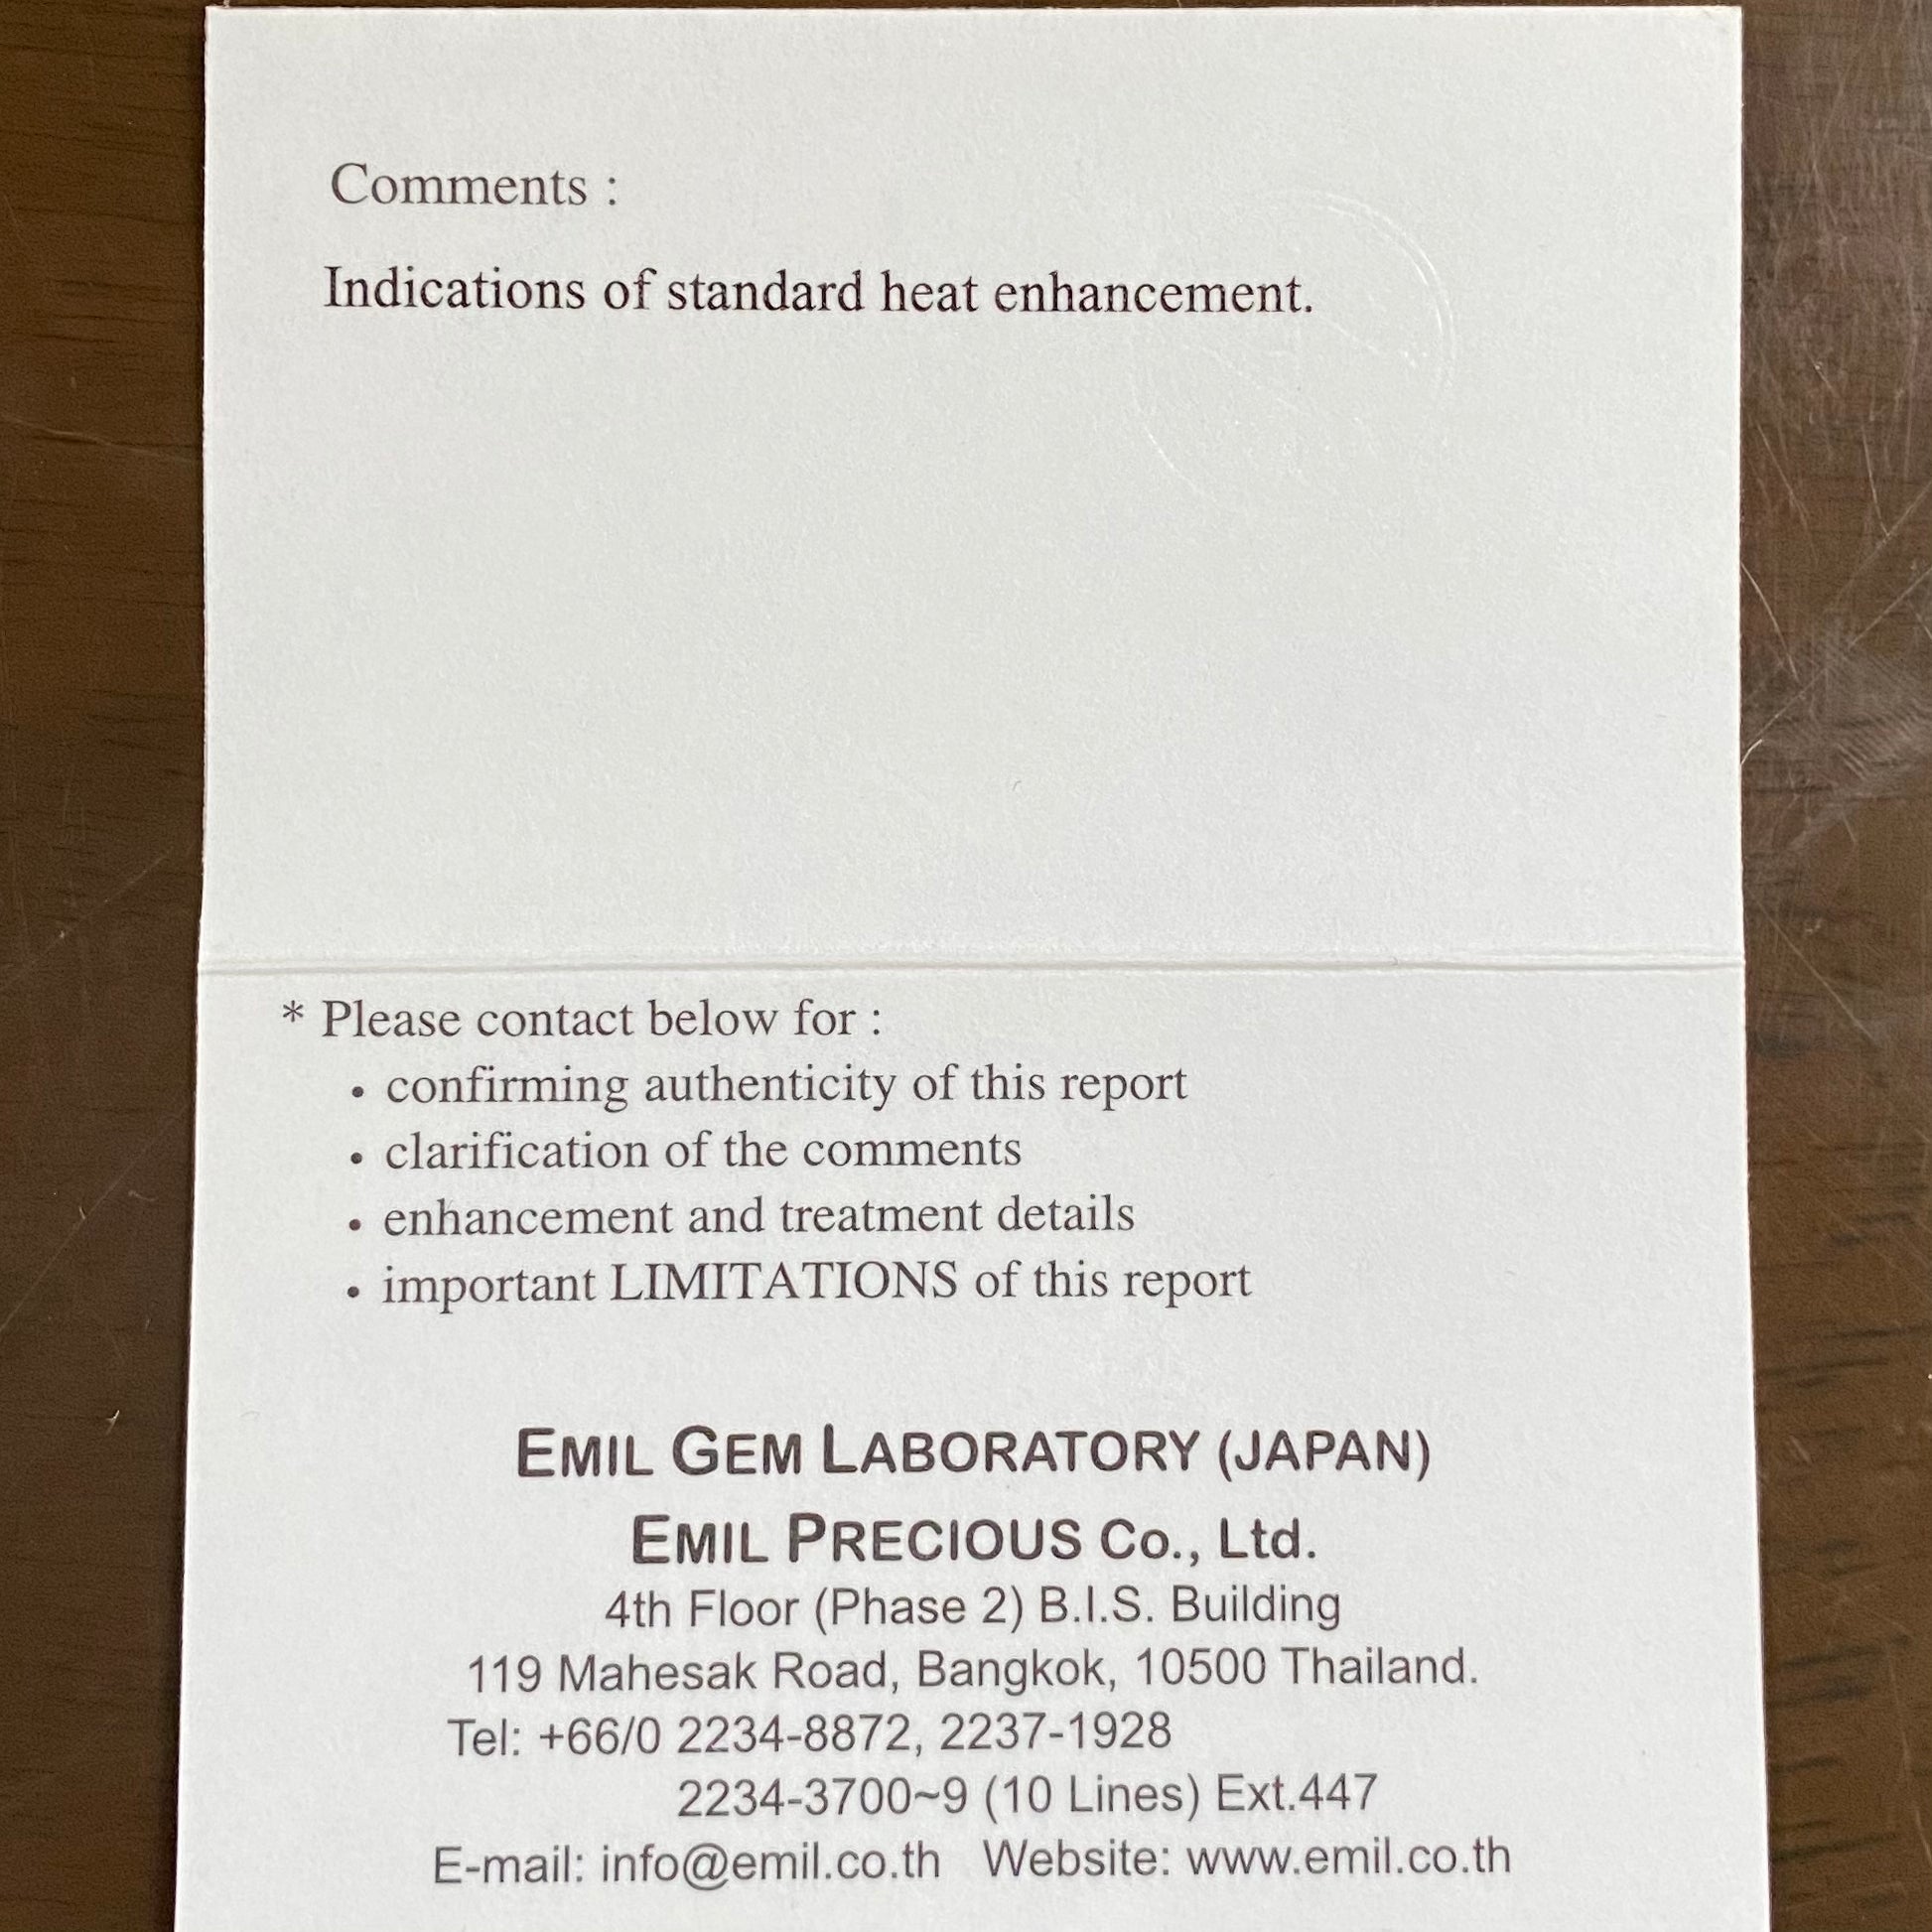 Comments :
Indications of standard heat enhancement.
* Please contact below for :
• confirming authenticity of this report
• clarification of the comments
• enhancement and treatment details
• important LIMITATIONS of this report
EMIL GEM LABORATORY (JAPAN)
EMIL PRECIOUS Co., Ltd.
4th Floor (Phase 2) B.I.S. Building
119 Mahesak Road, Bangkok, 10500 Thailand.
Tel: +66/0 2234-8872, 2237-1928
2234-3700~9 (10 Lines) Ext.447
E-mail: info@emil.co.th Website: www.emil.co.th